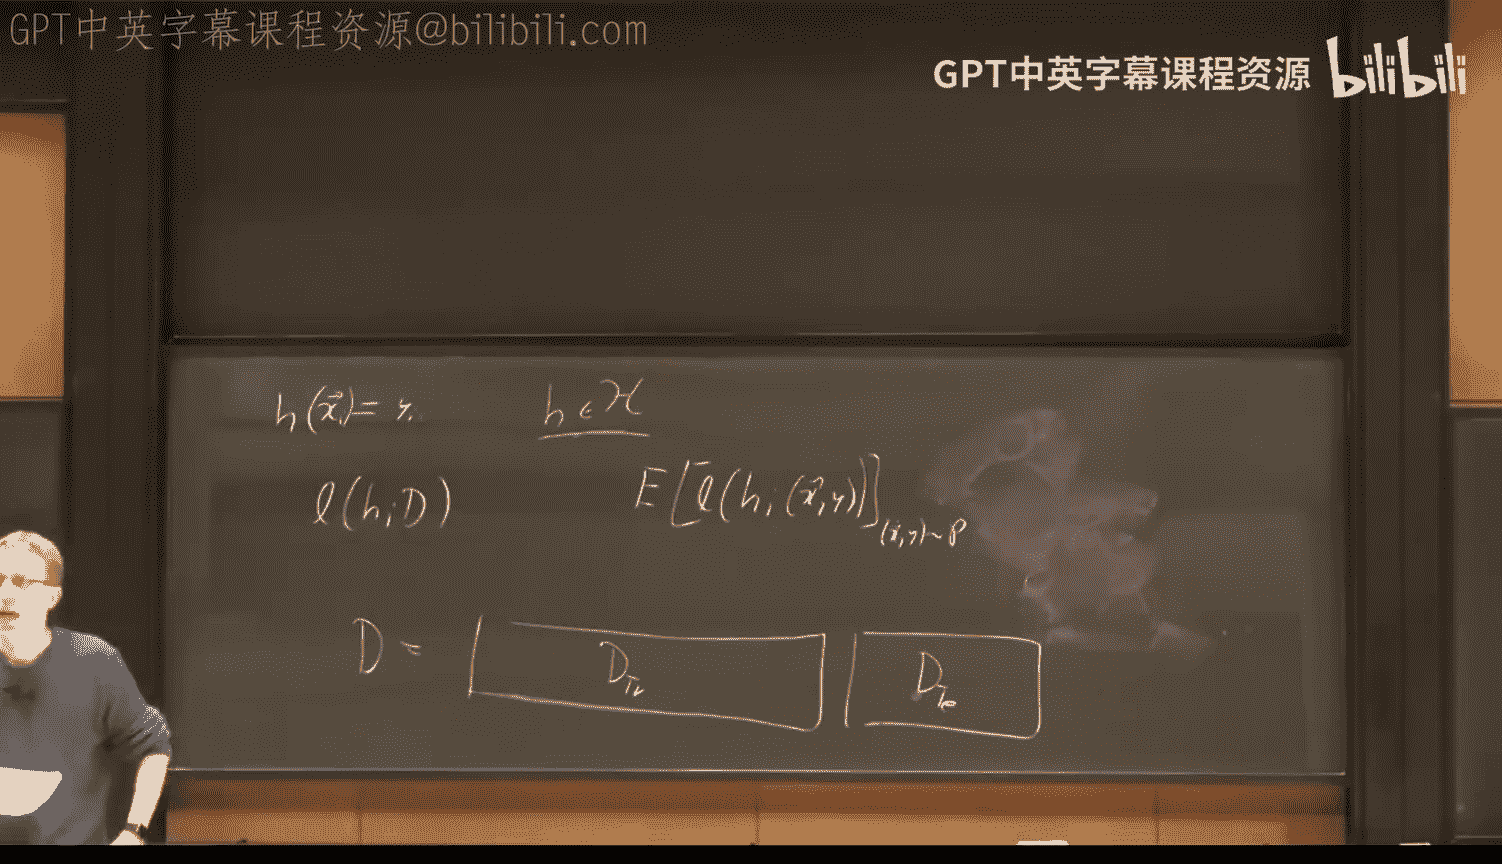 GPT中英字幕课程资源@bilibili.com
GPT中英字幕课程资源 bilibili
h(x⃗ᵢ)= yᵢ h ∈ ℋ
ℓ(h; D) E[ℓ(h; (x⃗, y))]₍ₓ⃗,ᵧ₎~P
D = D_Tr D_Te